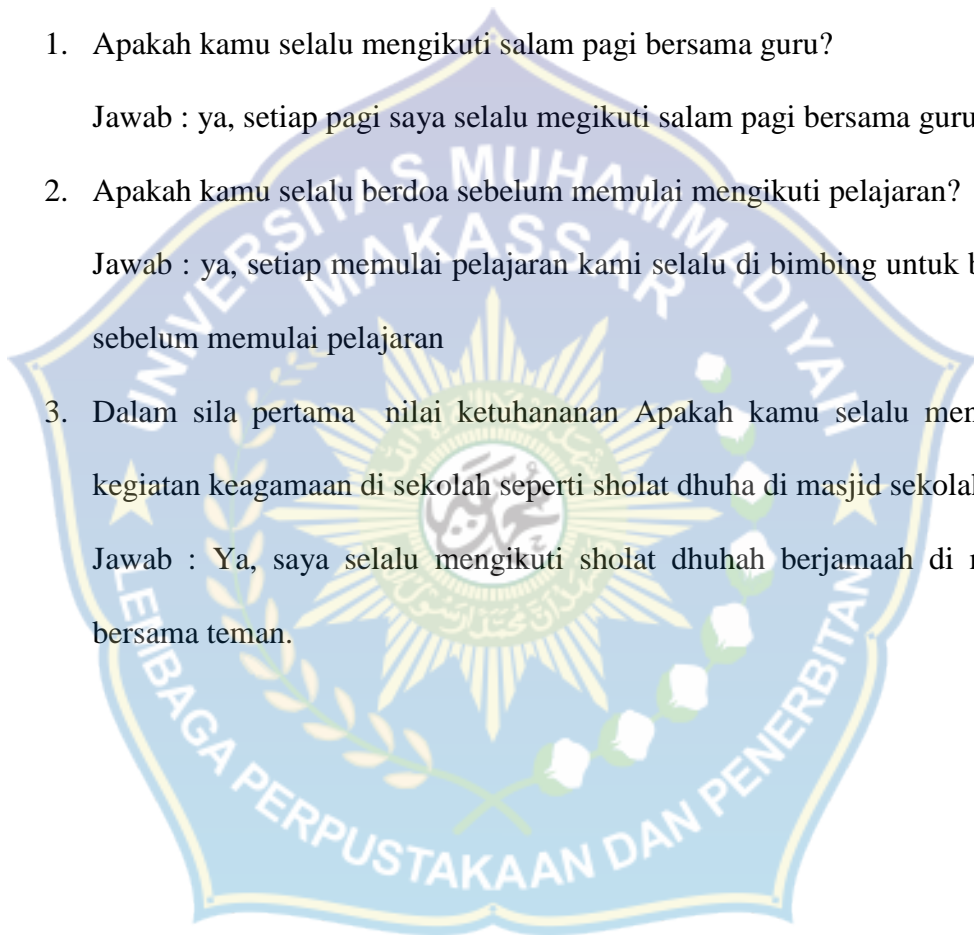 1. Apakah kamu selalu mengikuti salam pagi bersama guru?
Jawab : ya, setiap pagi saya selalu megikuti salam pagi bersama guru
2. Apakah kamu selalu berdoa sebelum memulai mengikuti pelajaran?
Jawab : ya, setiap memulai pelajaran kami selalu di bimbing untuk
sebelum memulai pelajaran
3. Dalam sila pertama nilai ketuhananan Apakah kamu selalu
kegiatan keagamaan di sekolah seperti sholat dhuha di masjid sekolah
Jawab : Ya, saya selalu mengikuti sholat dhuhah berjamaah di
bersama teman.
UNIVERSITAS MUHAMMADIYAH
MAKASSAR
LEMBAGA PERPUSTAKAAN DAN PENERBITAN